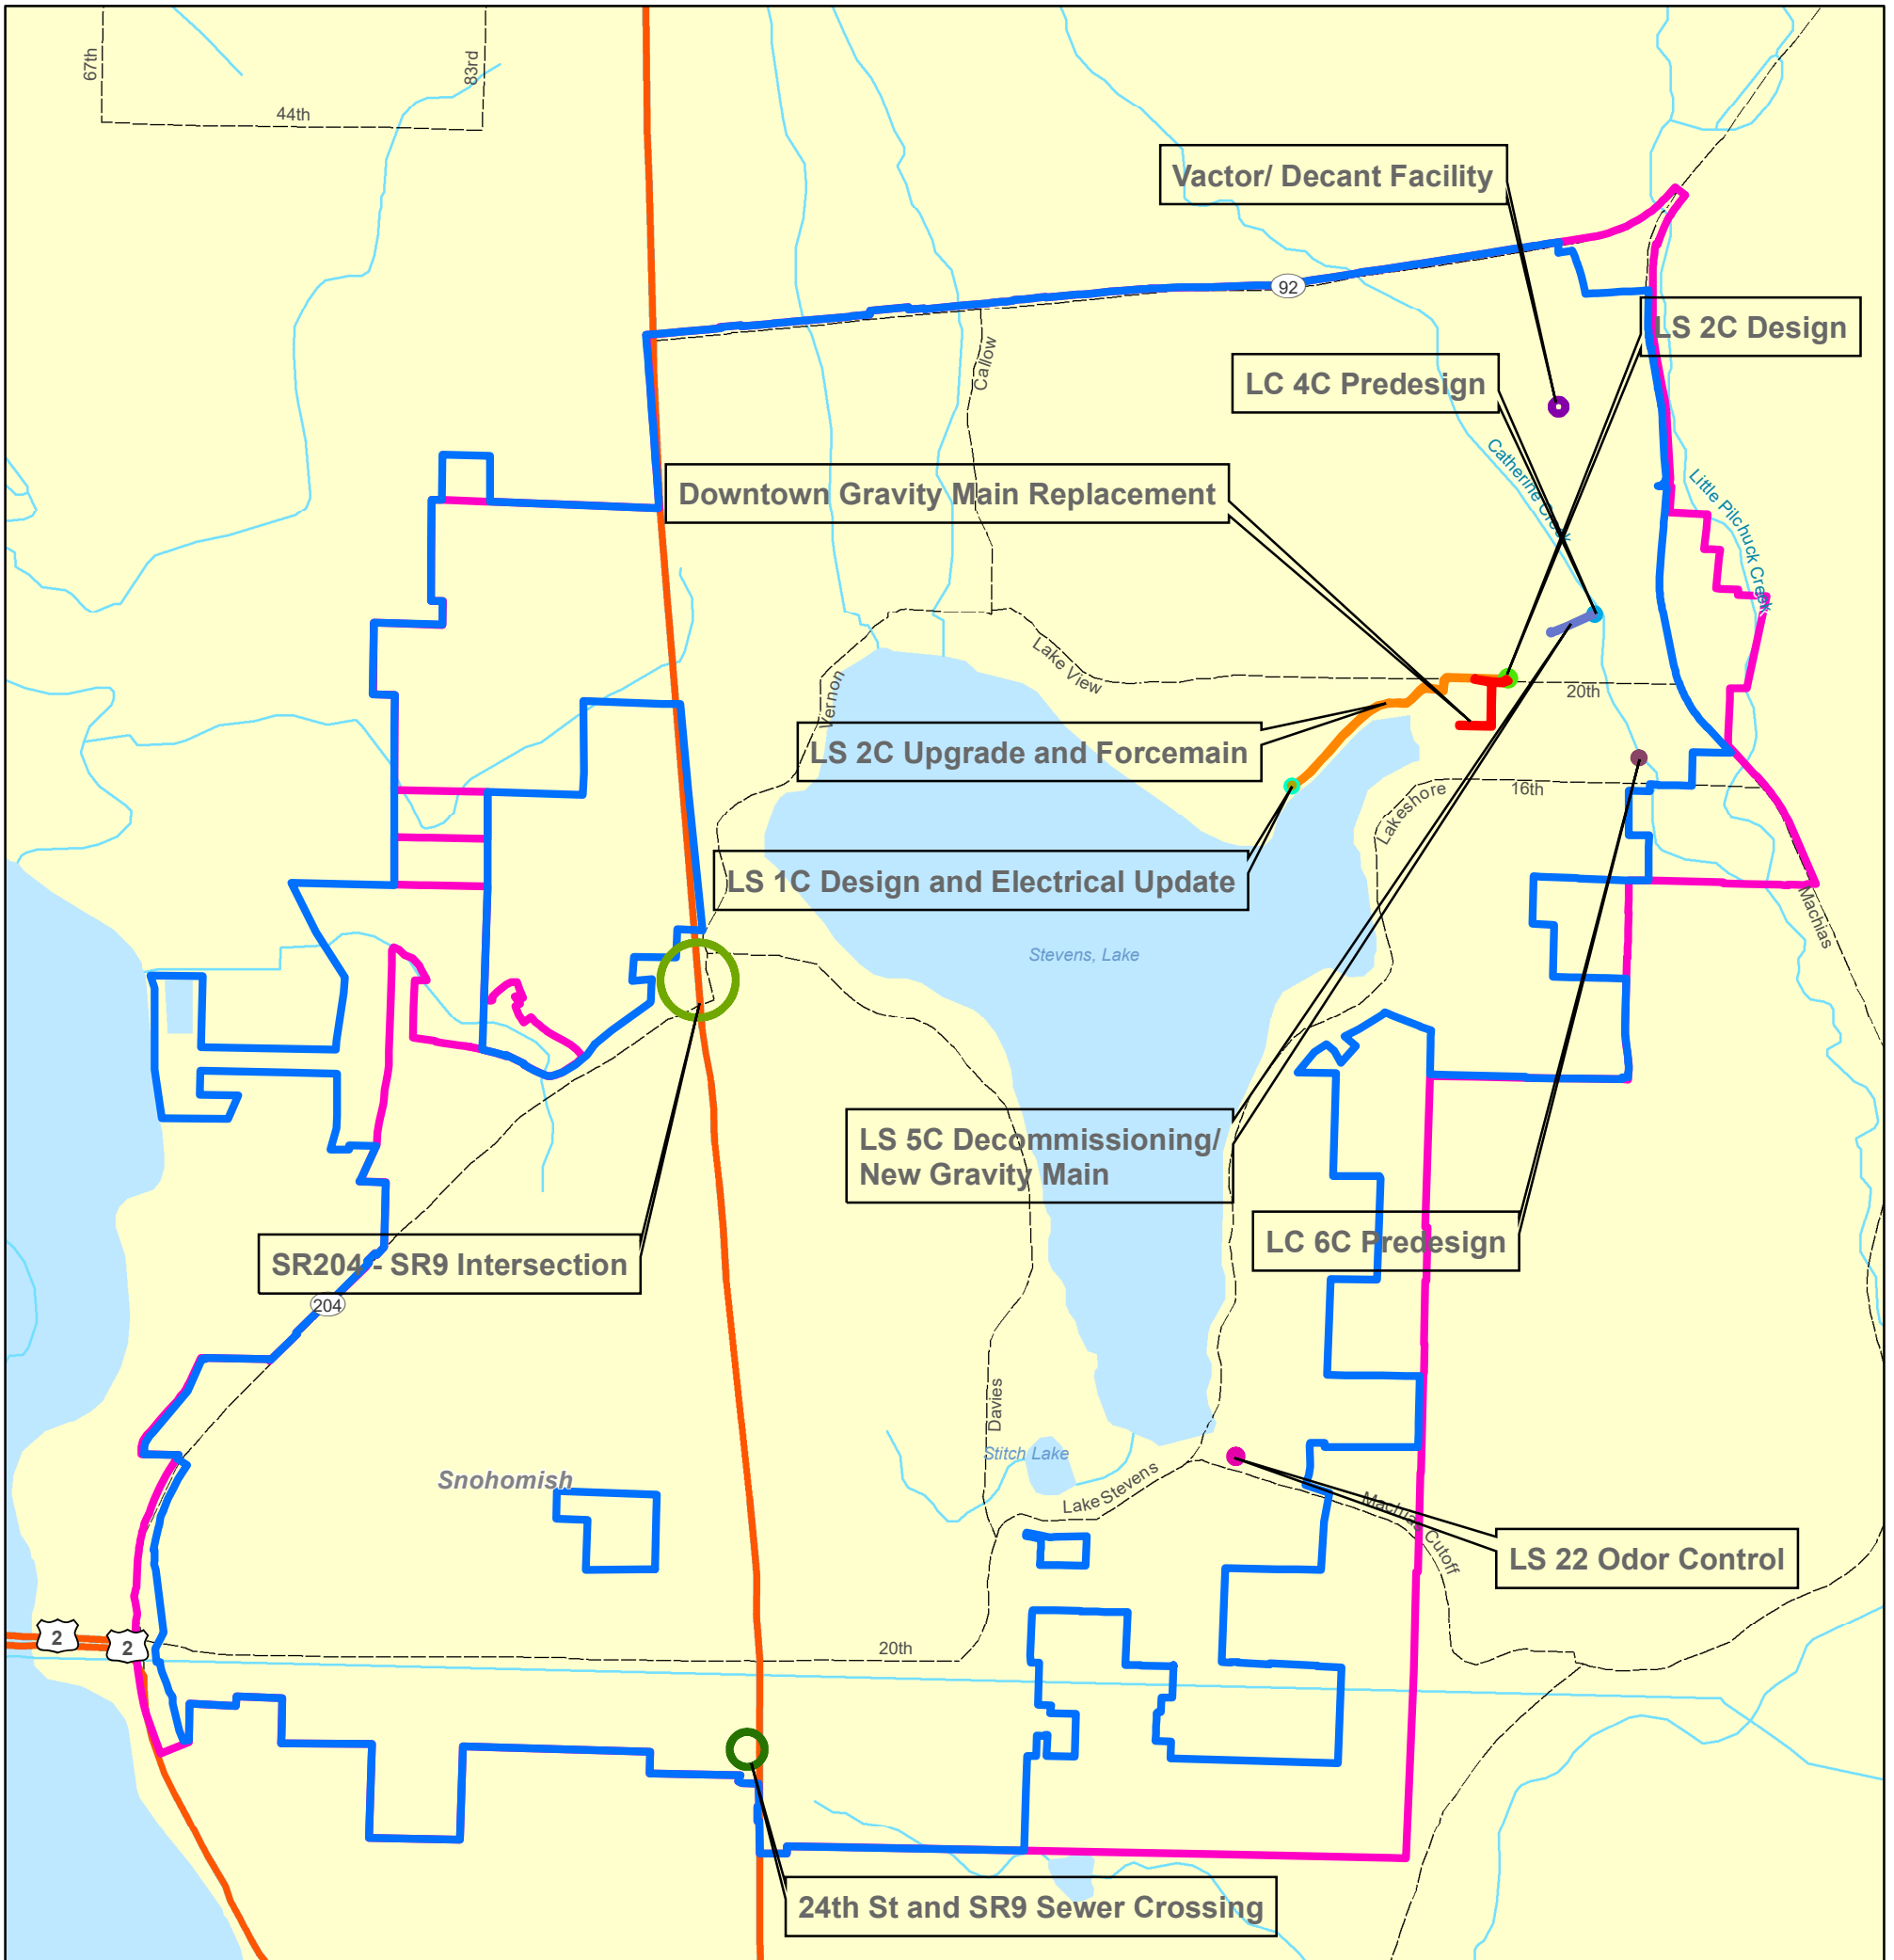 67th
83rd
44th
Vactor/ Decant Facility
92
LS 2C Design
Callow
LC 4C Predesign
Catherine Creek
Little Pilchuck Creek
Downtown Gravity Main Replacement
Lake View
Vernon
20th
LS 2C Upgrade and Forcemain
16th
Lakeshore
LS 1C Design and Electrical Update
Machias
Stevens, Lake
LS 5C Decommissioning/
New Gravity Main
LC 6C Predesign
SR204 - SR9 Intersection
204
Davies
Stitch Lake
Snohomish
Lake Stevens
Machias Cutoff
LS 22 Odor Control
2
2
20th
24th St and SR9 Sewer Crossing